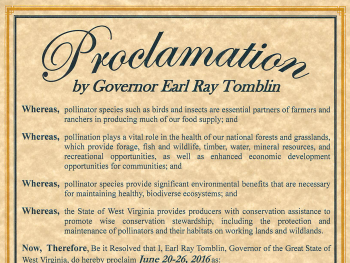 Proclamation
by Governor Earl Ray Tomblin
Whereas, pollinator species such as birds and insects are essential partners of farmers and
ranchers in producing much of our food supply; and
Whereas, pollination plays a vital role in the health of our national forests and grasslands,
which provide forage, fish and wildlife, timber, water, mineral resources, and
recreational opportunities, as well as enhanced economic development
opportunities for communities; and
Whereas, pollinator species provide significant environmental benefits that are necessary
for maintaining healthy, biodiverse ecosystems; and
Whereas, the State of West Virginia provides producers with conservation assistance to
promote wise conservation stewardship, including the protection and
maintenance of pollinators and their habitats on working lands and wildlands.
Now, Therefore, Be it Resolved that I, Earl Ray Tomblin, Governor of the Great State of
West Virginia, do hereby proclaim June 20-26, 2016 as: